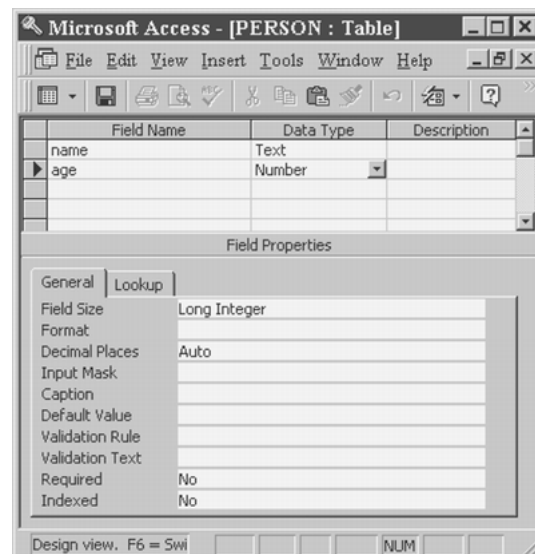 Microsoft Access - [PERSON : Table]
File Edit View Insert Tools Window Help
Field Name Data Type Description
name Text
age Number
Field Properties
General Lookup
Field Size Long Integer
Format
Decimal Places Auto
Input Mask
Caption
Default Value
Validation Rule
Validation Text
Required No
Indexed No
Design view. F6 = Swi NUM